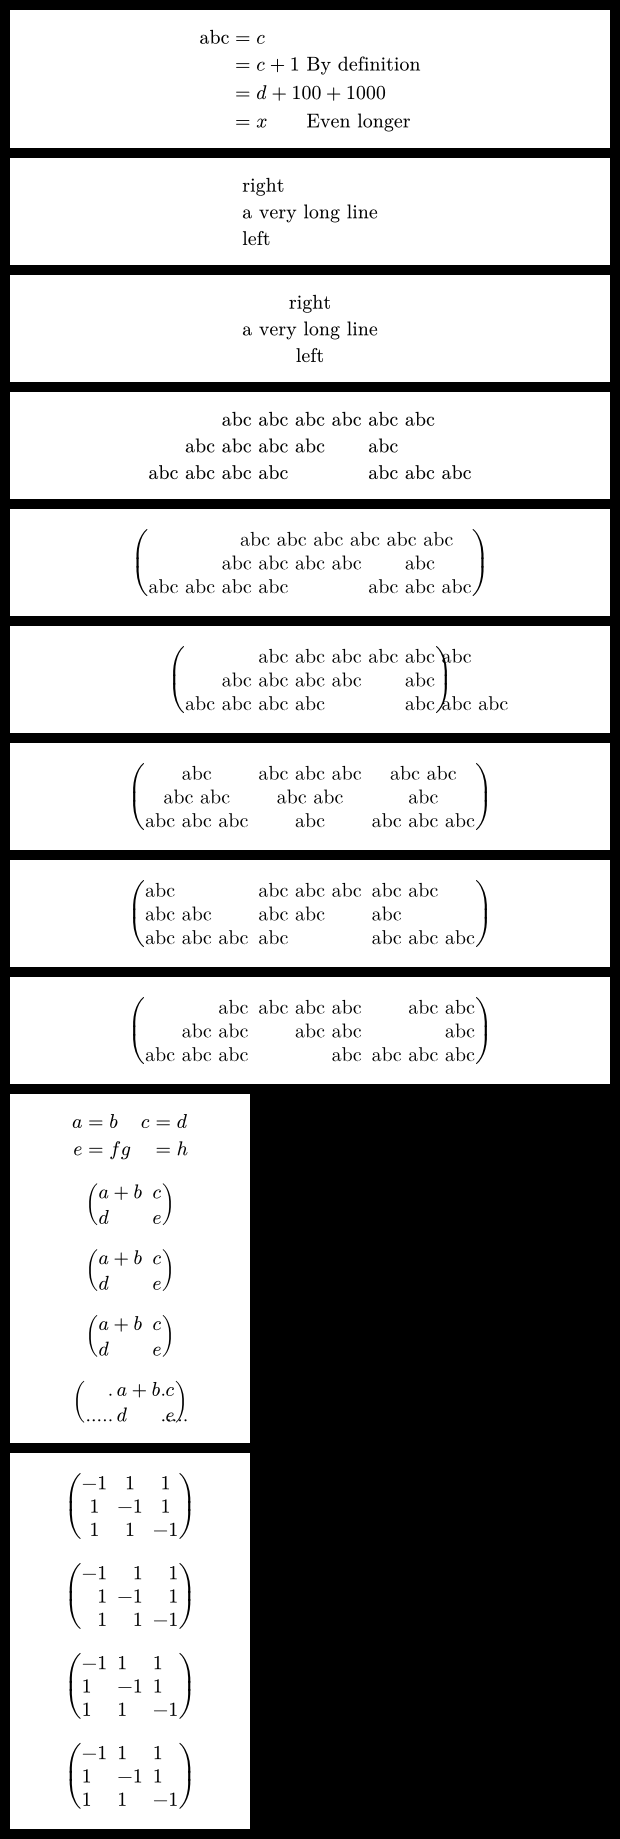 abc = c
= c + 1 By definition
= d + 100 + 1000
= x Even longer
right
a very long line
left
right
a very long line
left
abc abc abc abc abc abc
abc abc abc abc abc
abc abc abc abc abc abc abc
( abc abc abc abc abc abc )
abc abc abc abc abc
abc abc abc abc abc abc abc
( abc abc abc abc abc) abc
abc abc abc abc abc
abc abc abc abc abc) abc abc
( abc abc abc abc abc abc )
abc abc abc abc abc
abc abc abc abc abc abc abc
( abc abc abc abc abc abc )
abc abc abc abc abc
abc abc abc abc abc abc abc
( abc abc abc abc abc abc )
abc abc abc abc abc
abc abc abc abc abc abc abc
a = b c = d
e = fg = h
( a + b c )
d e
( a + b c )
d e
( a + b c )
d e
( . a + b.c )
..... d .e...
( −1 1 1 )
1 −1 1
1 1 −1
( −1 1 1 )
1 −1 1
1 1 −1
( −1 1 1 )
1 −1 1
1 1 −1
( −1 1 1 )
1 −1 1
1 1 −1